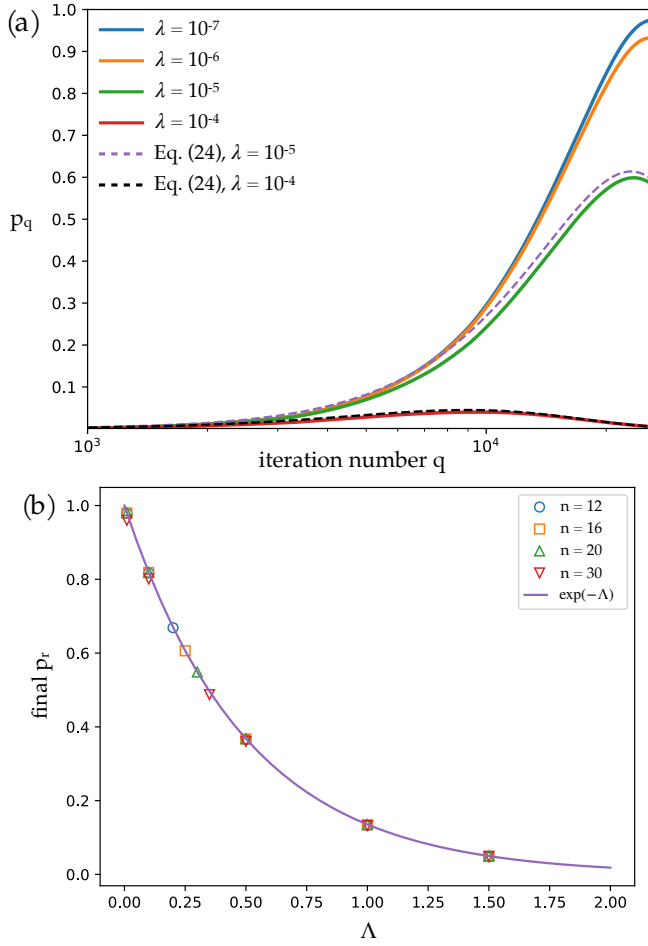 (a)
1.0
0.9
0.8
0.7
0.6
0.5
0.4
0.3
0.2
0.1
pq
λ = 10-7
λ = 10-6
λ = 10-5
λ = 10-4
Eq. (24), λ = 10-5
Eq. (24), λ = 10-4
10³
10⁴
iteration number q
(b)
1.0
0.8
0.6
0.4
0.2
0.0
final pr
n = 12
n = 16
n = 20
n = 30
exp(−Λ)
0.00 0.25 0.50 0.75 1.00 1.25 1.50 1.75 2.00
Λ